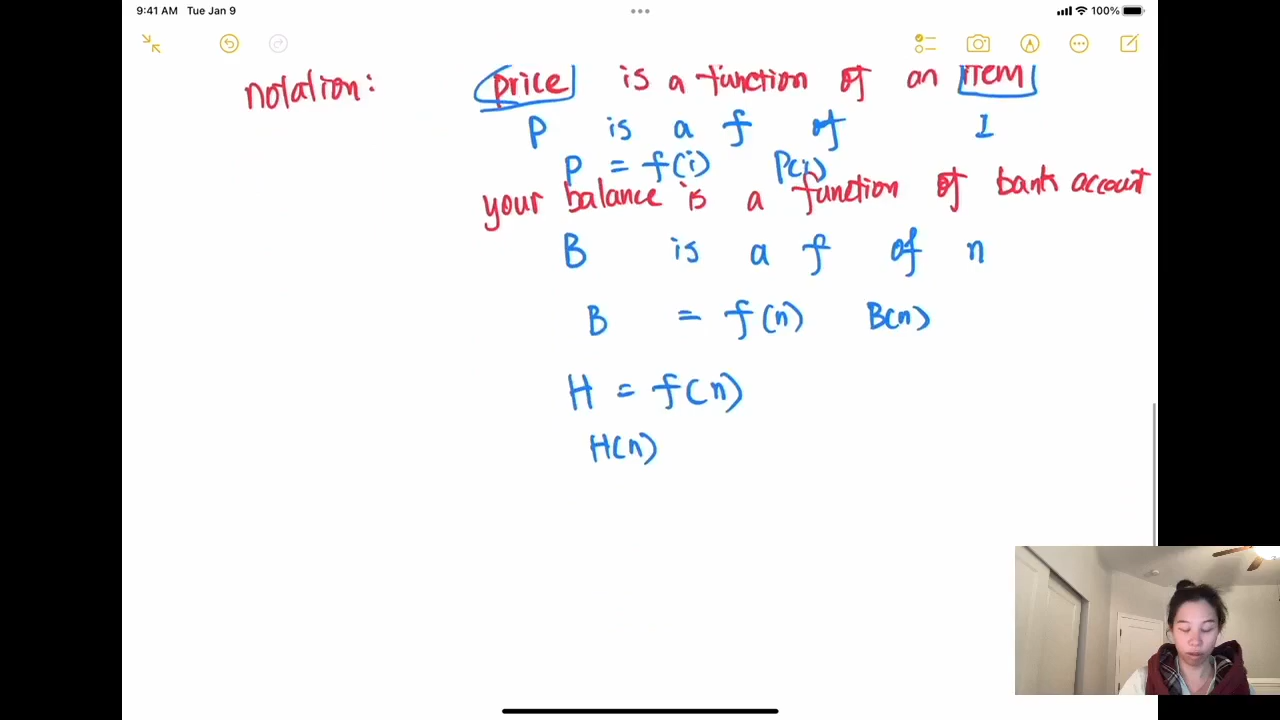 9:41 AM Tue Jan 9
100%
notation: price is a function of an item
P is a f of I
P = f(i) P(i)
your balance is a function of bank account
B is a f of n
B = f(n) B(n)
H = f(n)
H(n)